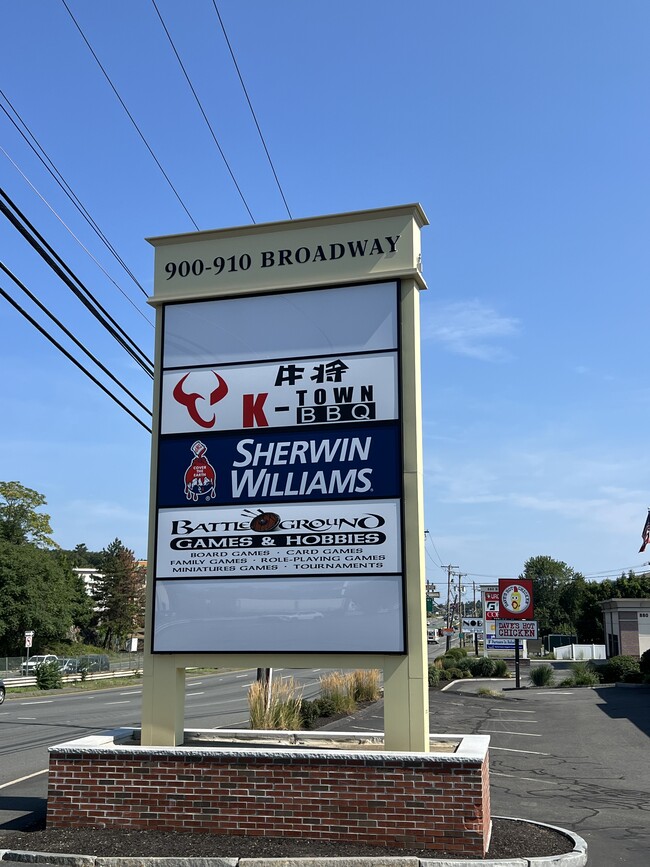 900-910 BROADWAY
牛将
K-TOWN
BBQ
COVER THE EARTH
SHERWIN
WILLIAMS®
BATTLEGROUND
GAMES & HOBBIES
BOARD GAMES · CARD GAMES
FAMILY GAMES · ROLE-PLAYING GAMES
MINIATURES GAMES · TOURNAMENTS
DAVE'S HOT
CHICKEN